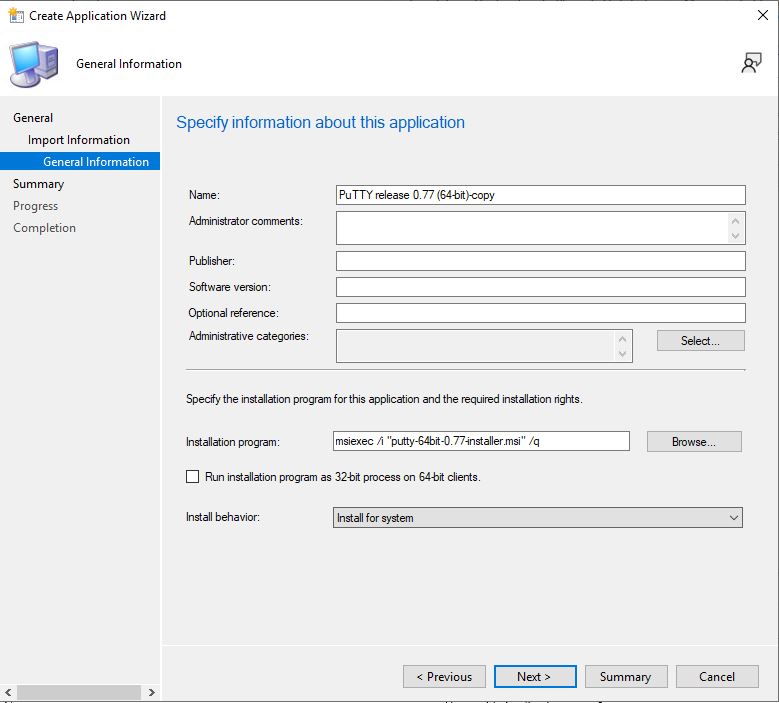 Create Application Wizard
General Information
General
Import Information
General Information
Summary
Progress
Completion
Specify information about this application
Name: PuTTY release 0.77 (64-bit)-copy
Administrator comments:
Publisher:
Software version:
Optional reference:
Administrative categories: Select...
Specify the installation program for this application and the required installation rights.
Installation program: msiexec /i "putty-64bit-0.77-installer.msi" /q Browse...
Run installation program as 32-bit process on 64-bit clients.
Install behavior: Install for system
< Previous Next > Summary Cancel